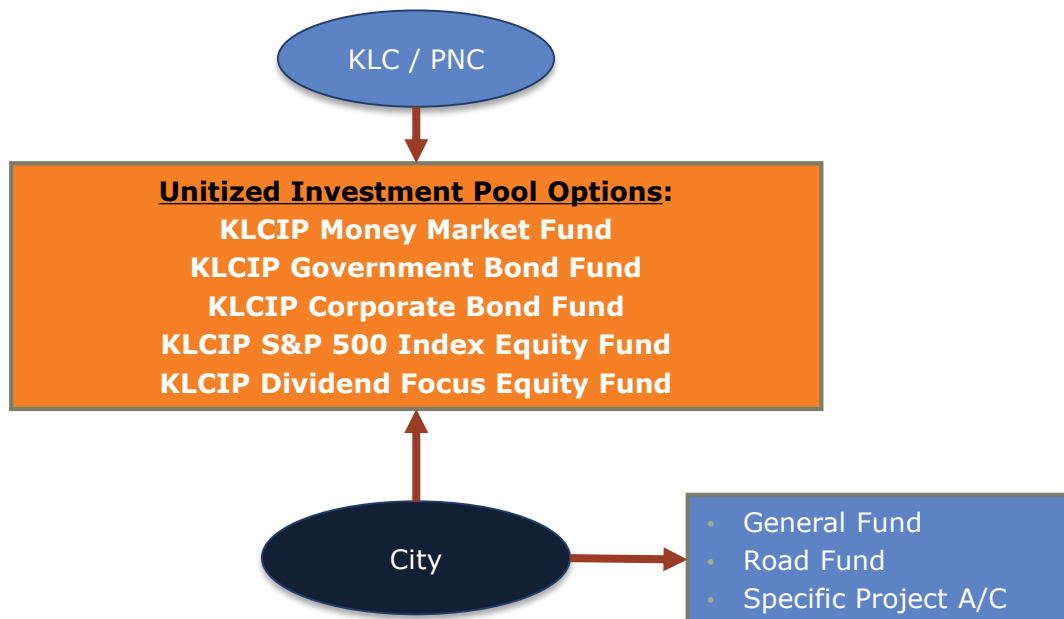 KLC / PNC
Unitized Investment Pool Options:
KLCIP Money Market Fund
KLCIP Government Bond Fund
KLCIP Corporate Bond Fund
KLCIP S&P 500 Index Equity Fund
KLCIP Dividend Focus Equity Fund
City
• General Fund
• Road Fund
• Specific Project A/C